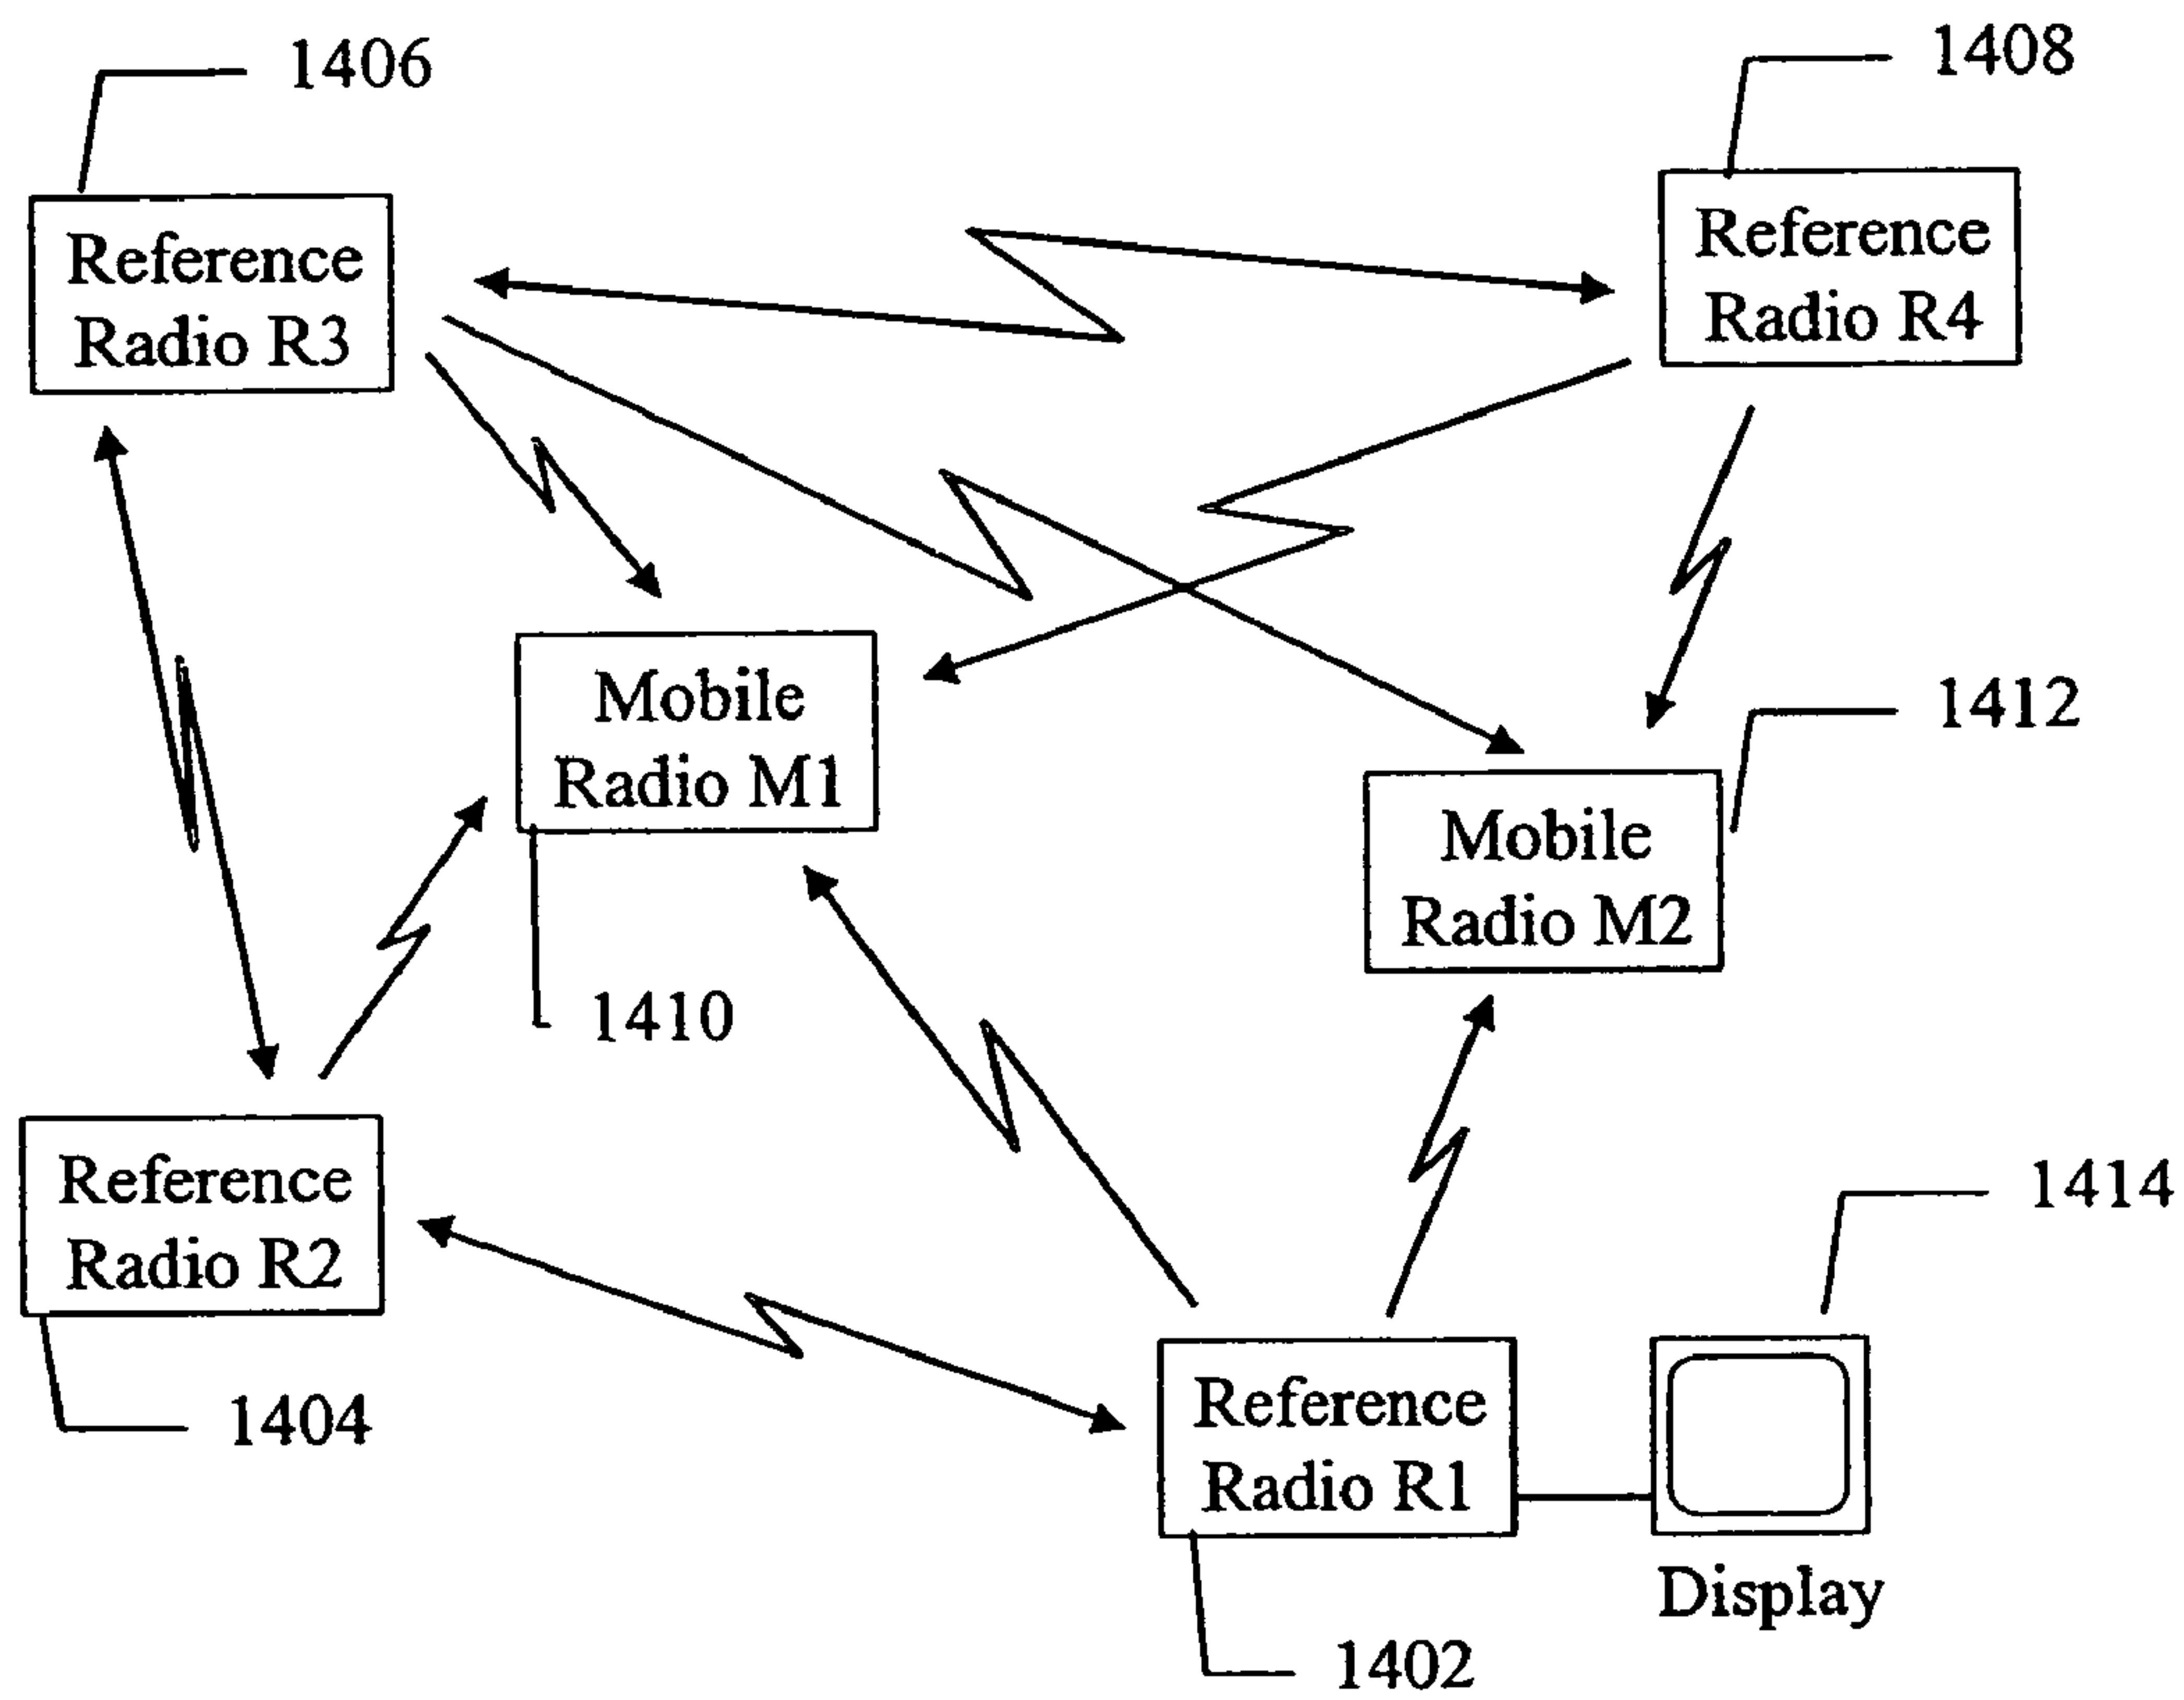 1406
1408
Reference
Radio R3
Reference
Radio R4
Mobile
Radio M1
1412
Mobile
Radio M2
1410
Reference
Radio R2
1414
1404
Reference
Radio R1
Display
1402